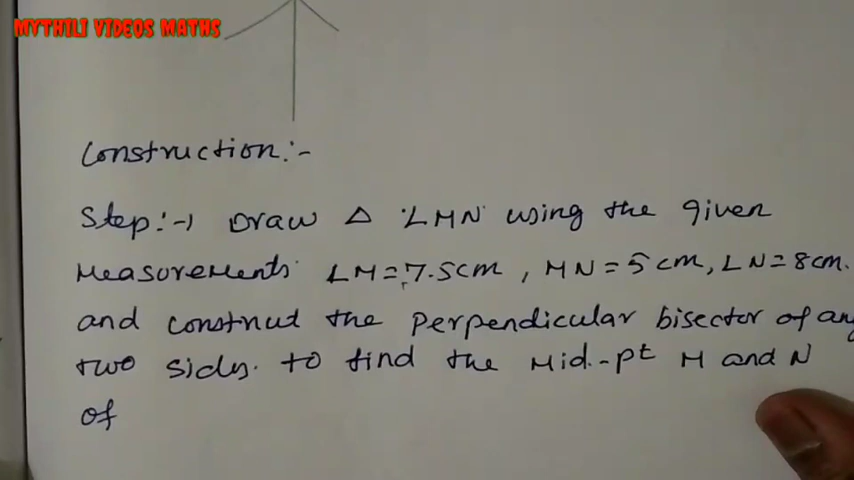 MYTHILI VIDEOS MATHS
Construction:-
Step:-1 Draw △ LMN using the given
Measurements LM=7.5cm, MN=5cm, LN=8cm.
and construct the perpendicular bisector of any
two sides. to find the Mid-pt M and N
of